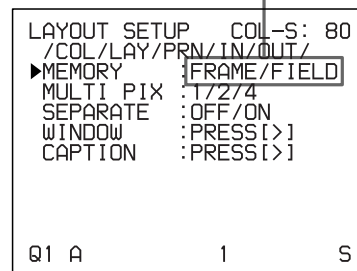 LAYOUT SETUP COL-S: 80
/COL/LAY/PRN/IN/OUT/
▶MEMORY :FRAME/FIELD
MULTI PIX :1/2/4
SEPARATE :OFF/ON
WINDOW :PRESS[>]
CAPTION :PRESS[>]
Q1 A 1 S